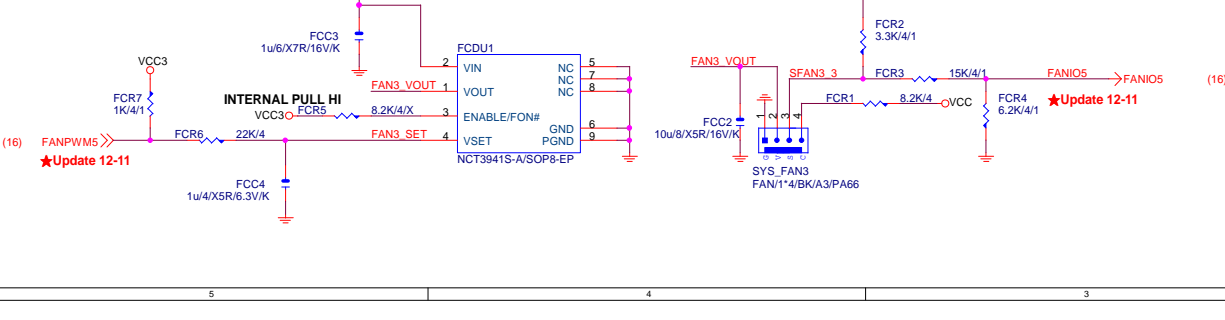 FCR2
3.3K/4/1
FCC3
1u/6/X7R/16V/K
FCDU1
VCC3
2 VIN NC 5
NC 7
FAN3_VOUT 1 VOUT NC 8
FAN3_VOUT
SFAN3_3 FCR3 15K/4/1 FANIO5 FANIO5 (16)
★Update 12-11
FCR7
1K/4/1
INTERNAL PULL HI
VCC3 FCR5 8.2K/4/X 3 ENABLE/FON#
GND 6
FCR1 8.2K/4 VCC
FCR4
6.2K/4/1
FCC2
10u/8/X5R/16V/K
1 2 3 4
G V S C
(16) FANPWM5 FCR6 22K/4 FAN3_SET 4 VSET PGND 9
★Update 12-11
NCT3941S-A/SOP8-EP
SYS_FAN3
FAN/1*4/BK/A3/PA66
FCC4
1u/4/X5R/6.3V/K
5 4 3